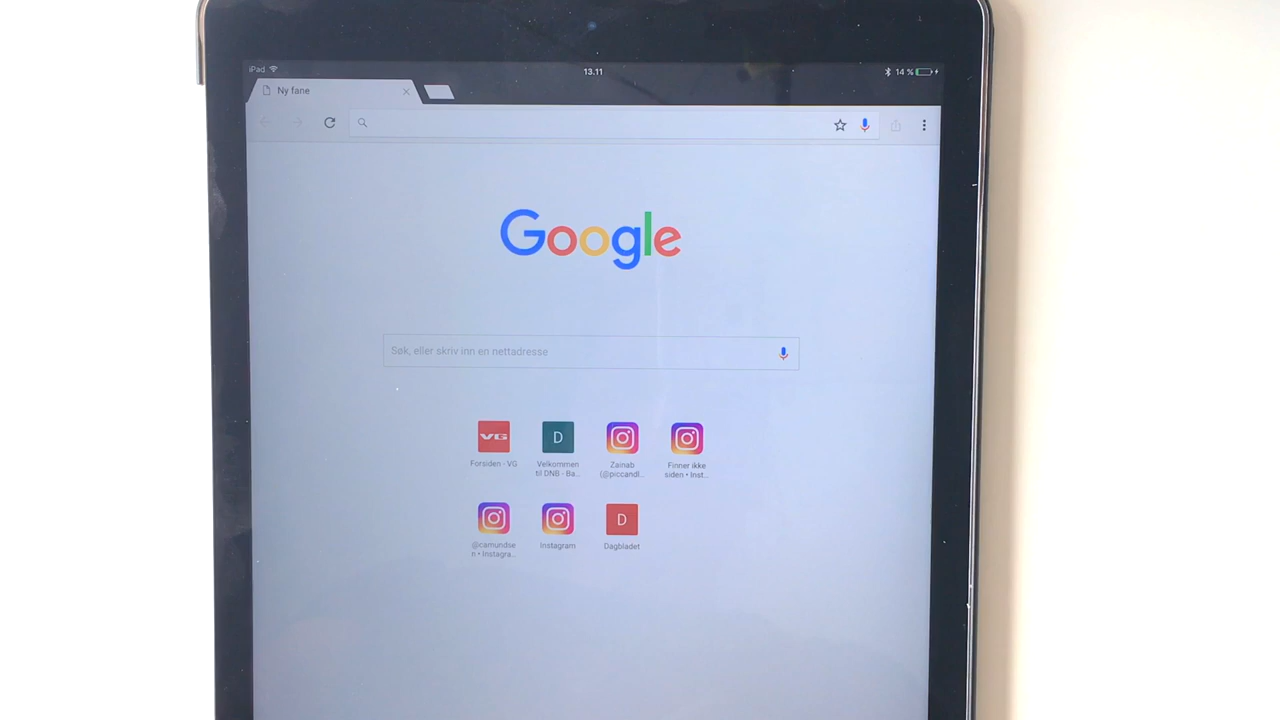 iPad 13.11 14 %
Ny fane
Google
Søk, eller skriv inn en nettadresse
VG D
Forsiden - VG Velkommen Zainab Finner ikke
til DNB - Ba... (@piccandl... siden • Inst...
D
@camundse Instagram Dagbladet
n • Instagra...